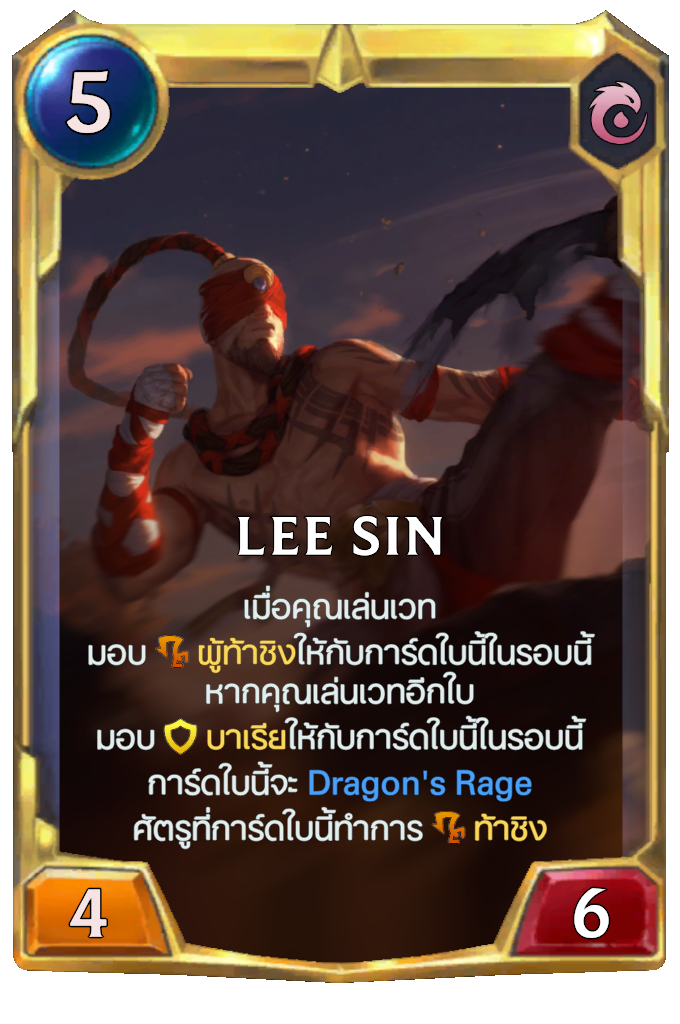 5
LEE SIN
เมื่อคุณเล่นเวท
มอบ ผู้ท้าชิงให้กับการ์ดใบนี้ในรอบนี้
หากคุณเล่นเวทอีกใบ
มอบ บาเรียให้กับการ์ดใบนี้ในรอบนี้
การ์ดใบนี้จะ Dragon's Rage
ศัตรูที่การ์ดใบนี้ทำการ ท้าชิง
4
6